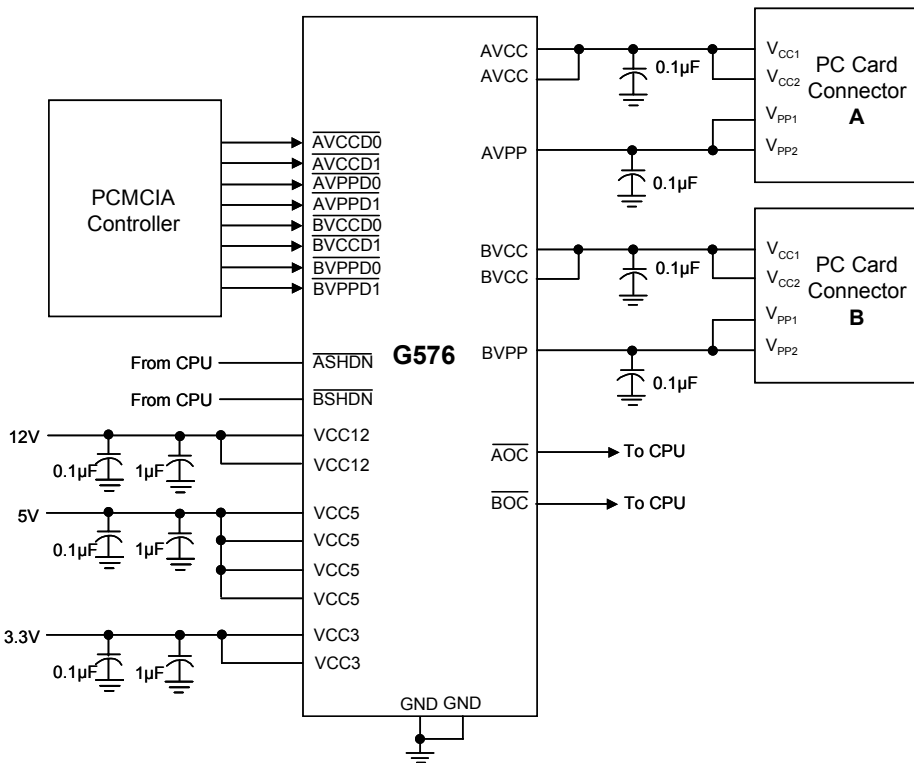 PCMCIA
Controller
AVCCD0
AVCCD1
AVPPD0
AVPPD1
BVCCD0
BVCCD1
BVPPD0
BVPPD1
From CPU
ASHDN
From CPU
BSHDN
12V
0.1µF
1µF
VCC12
VCC12
5V
0.1µF
1µF
VCC5
VCC5
VCC5
VCC5
3.3V
0.1µF
1µF
VCC3
VCC3
G576
GND GND
AVCC
AVCC
0.1µF
AVPP
0.1µF
VCC1
VCC2
VPP1
VPP2
PC Card
Connector
A
BVCC
BVCC
0.1µF
BVPP
0.1µF
VCC1
VCC2
VPP1
VPP2
PC Card
Connector
B
AOC
To CPU
BOC
To CPU